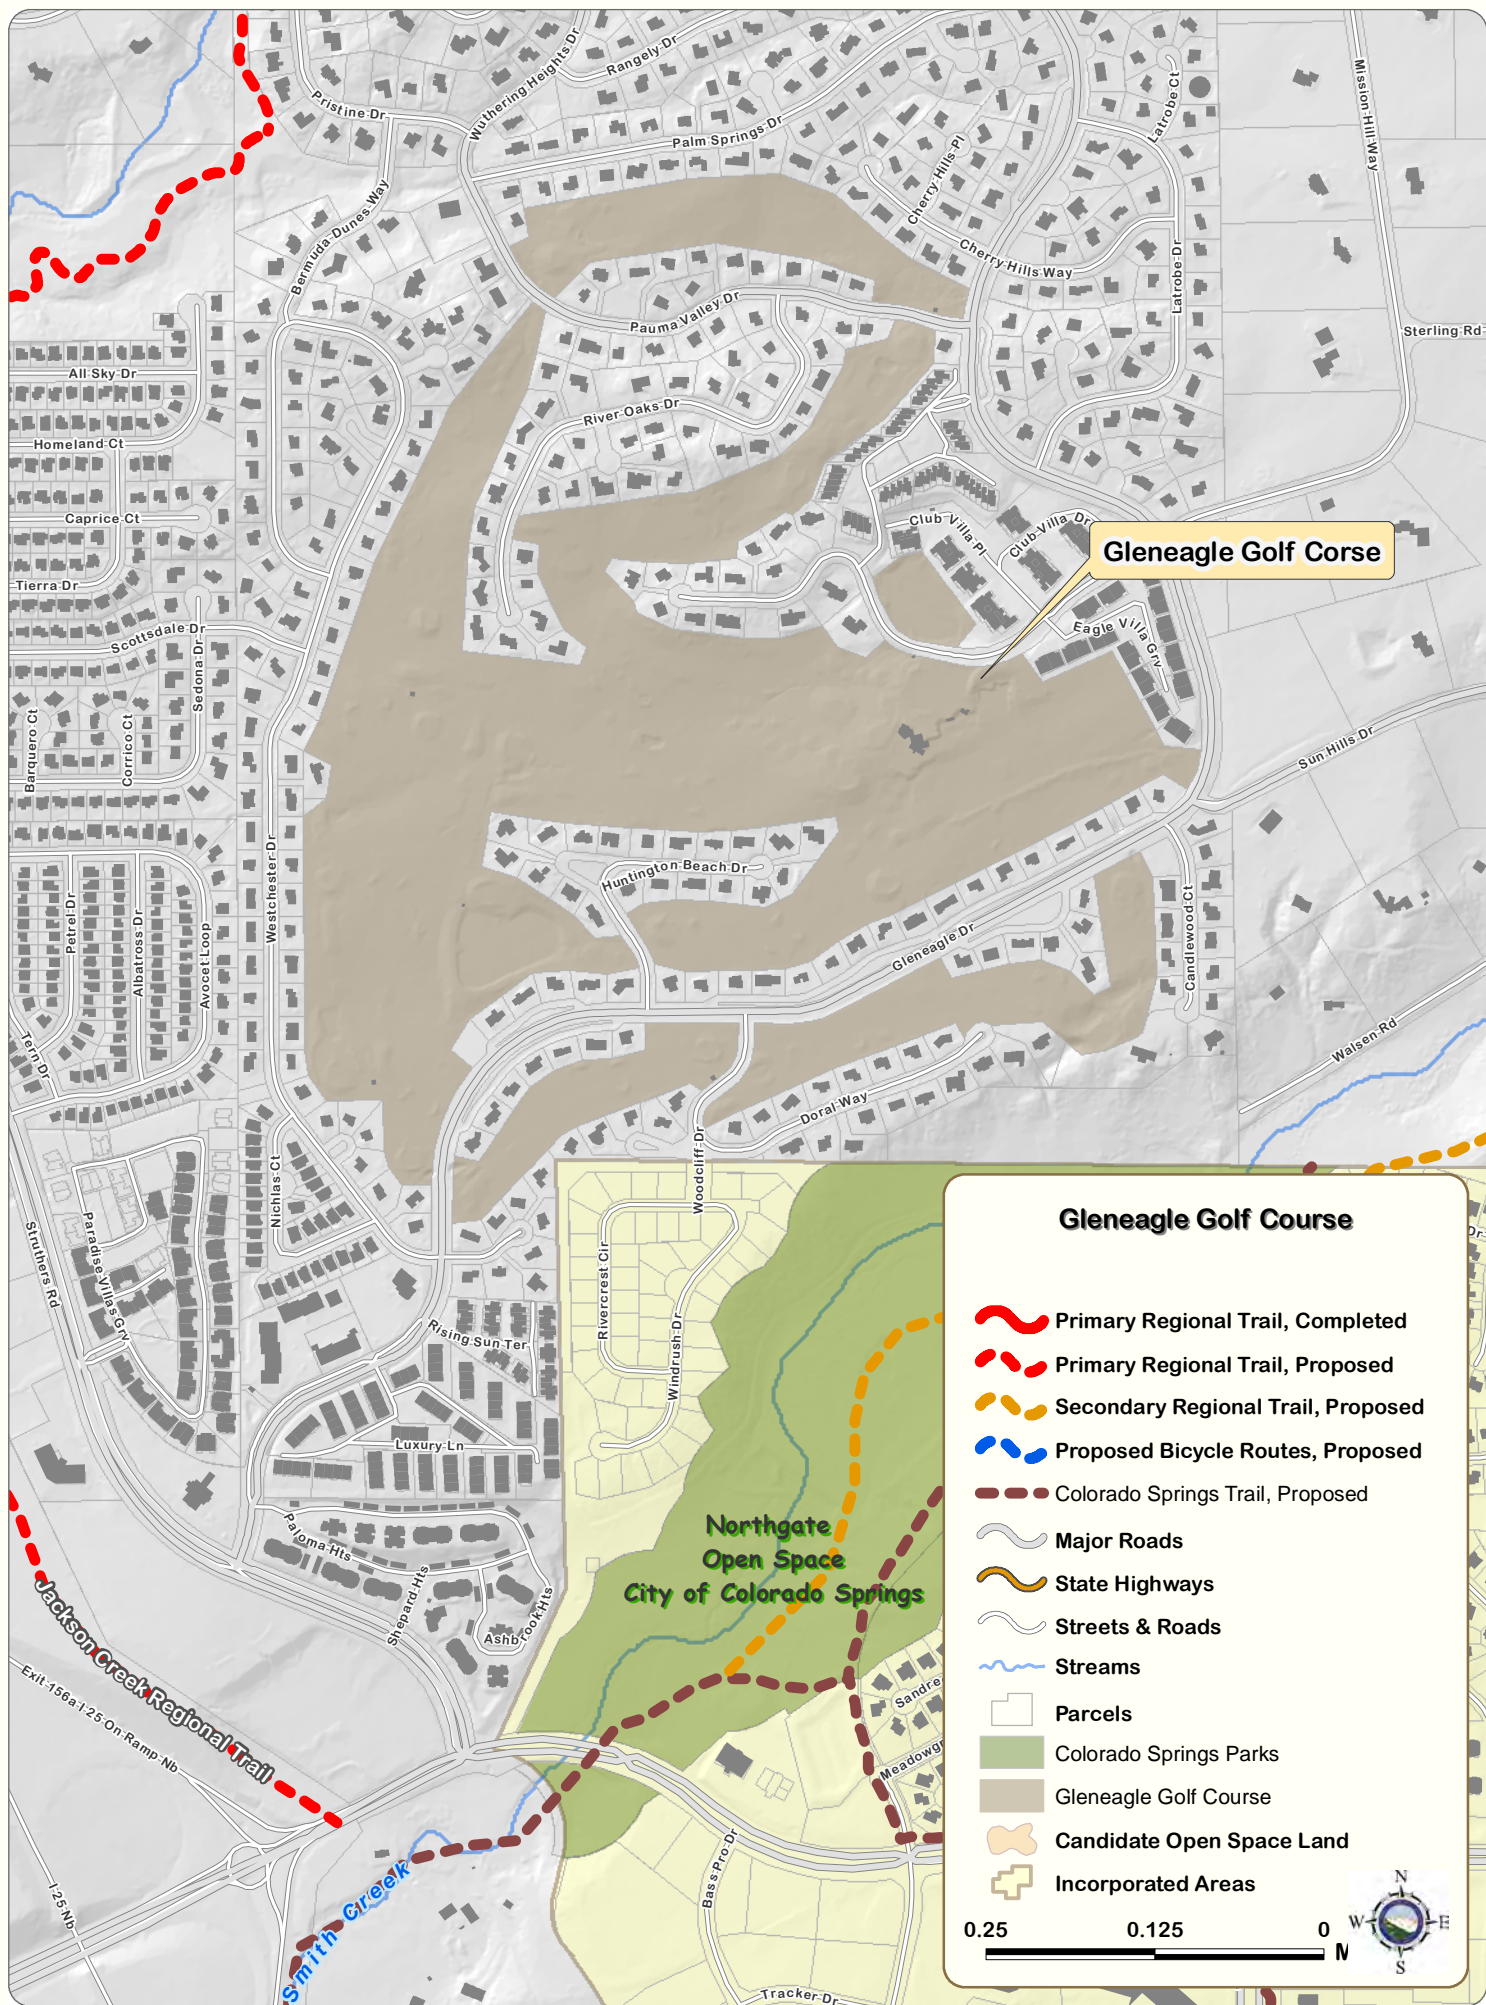 Pristine Dr
Wuthering Heights Dr
Rangely Dr
Palm Springs Dr
Cherry Hills Pl
Latrobe Ct
Mission Hill Way
Bermuda Dunes Way
Cherry Hills Way
Latrobe Dr
Pauma Valley Dr
Sterling Rd
All Sky Dr
River Oaks Dr
Homeland Ct
Caprice Ct
Club Villa Pl
Club Villa Dr
Gleneagle Golf Corse
Tierra Dr
Scottsdale Dr
Sedona Dr
Eagle Villa Grv
Barquero Ct
Corrico Ct
Sun Hills Dr
Westchester Dr
Huntington Beach Dr
Petrel Dr
Albatross Dr
Avocet Loop
Gleneagle Dr
Candlewood Ct
Tern Dr
Walsen Rd
Doral Way
Woodcliff Dr
Nichlas Ct
Struthers Rd
Paradise Villas Grv
Rivercrest Cir
Windrush Dr
Rising Sun Ter
Luxury Ln
Paloma Hts
Shepard Hts
Ashbrook Hts
Northgate
Open Space
City of Colorado Springs
Jackson Creek Regional Trail
Exit 156a I-25 On Ramp Nb
I-25 Nb
Smith Creek
Sandre
Meadowgr
Bass Pro Dr
Tracker Dr
Dr
Gleneagle Golf Course
Primary Regional Trail, Completed
Primary Regional Trail, Proposed
Secondary Regional Trail, Proposed
Proposed Bicycle Routes, Proposed
Colorado Springs Trail, Proposed
Major Roads
State Highways
Streets & Roads
Streams
Parcels
Colorado Springs Parks
Gleneagle Golf Course
Candidate Open Space Land
Incorporated Areas
0.25 0.125 0
M
N
W E
S